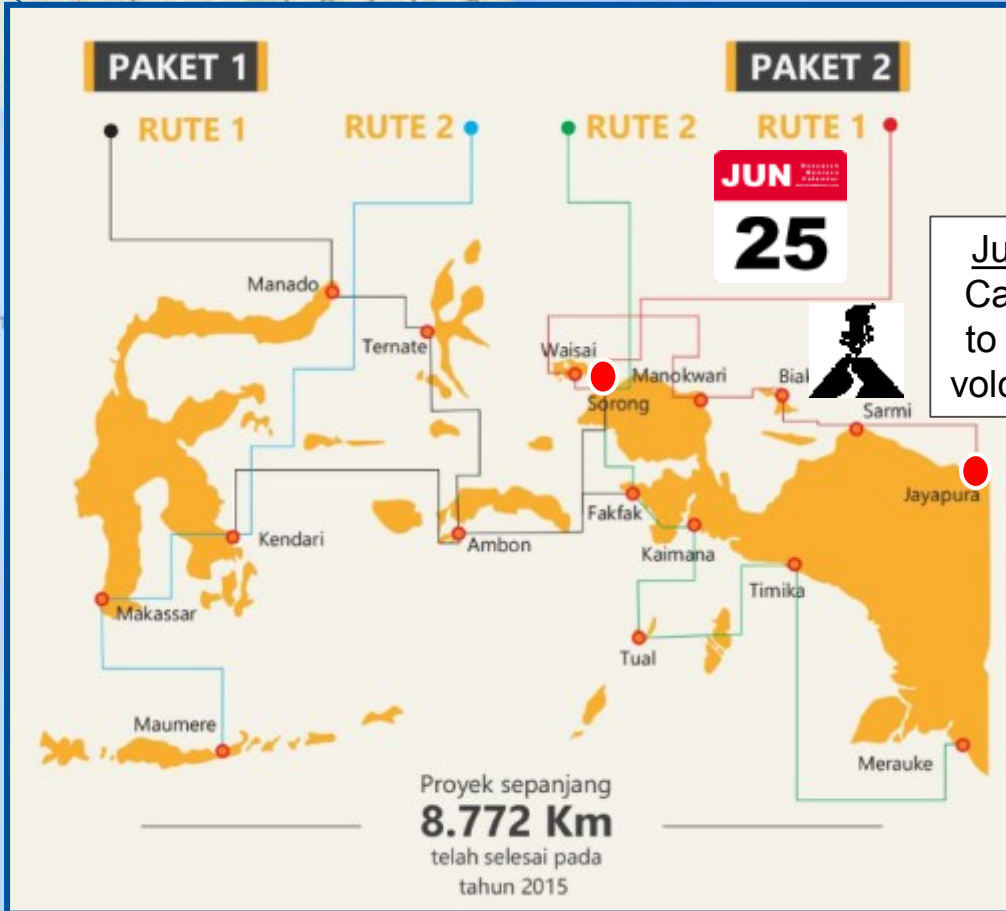 PAKET 1
PAKET 2
RUTE 1
RUTE 2
RUTE 2
RUTE 1
JUN
25
Manado
Ternate
Waisai
Sorong
Manokwari
Sarmi
Jayapura
Fakfak
Kaimana
Timika
Tual
Merauke
Kendari
Ambon
Makassar
Maumere
Proyek sepanjang
8.772 Km
telah selesai pada
tahun 2015
to